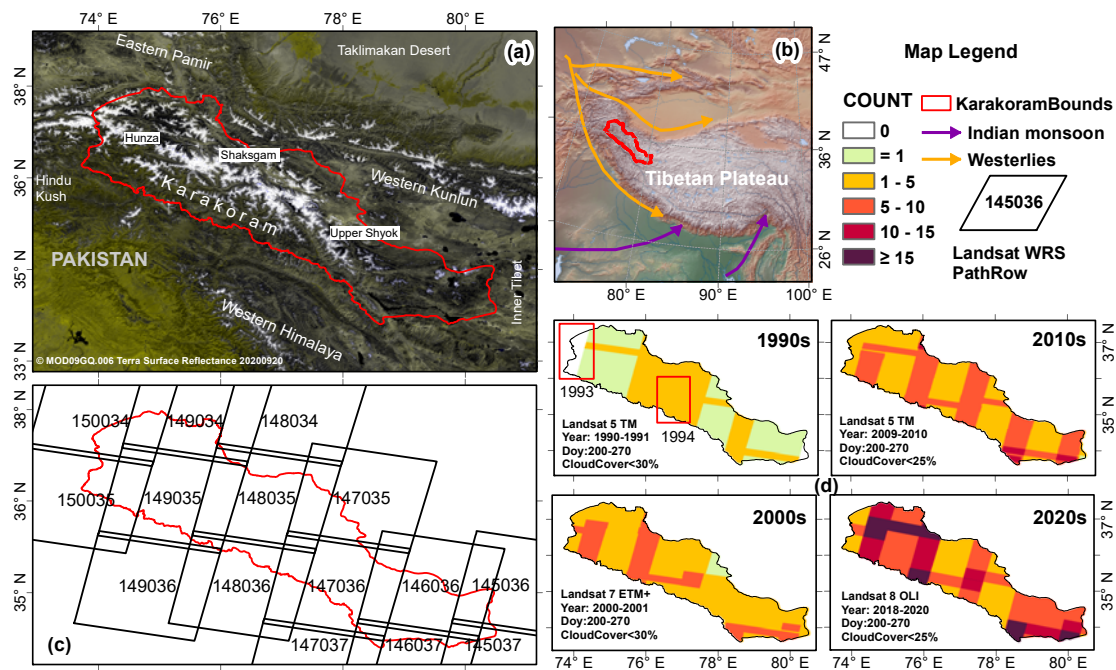 74° E
76° E
78° E
80° E
38° N
36° N
35° N
33° N
(a)
Eastern Pamir
Taklimakan Desert
Hunza
Shaksgam
Hindu
Kush
Karakoram
Western Kunlun
Upper Shyok
PAKISTAN
Western Himalaya
Inner Tibet
© MOD09GQ.006 Terra Surface Reflectance 20200920
(b)
Tibetan Plateau
47° N
36° N
26° N
80° E
90° E
100° E
Map Legend
COUNT
0
= 1
1 - 5
5 - 10
10 - 15
≥ 15
KarakoramBounds
Indian monsoon
Westerlies
145036
Landsat WRS
PathRow
38° N
36° N
35° N
150034
149034
148034
150035
149035
148035
147035
149036
148036
147036
146036
145036
147037
146037
145037
(c)
1990s
1993
1994
Landsat 5 TM
Year: 1990-1991
Doy:200-270
CloudCover<30%
2010s
Landsat 5 TM
Year: 2009-2010
Doy:200-270
CloudCover<25%
37° N
35° N
(d)
2000s
Landsat 7 ETM+
Year: 2000-2001
Doy:200-270
CloudCover<30%
2020s
Landsat 8 OLI
Year: 2018-2020
Doy:200-270
CloudCover<25%
37° N
35° N
74° E
76° E
78° E
80° E
74° E
76° E
78° E
80° E